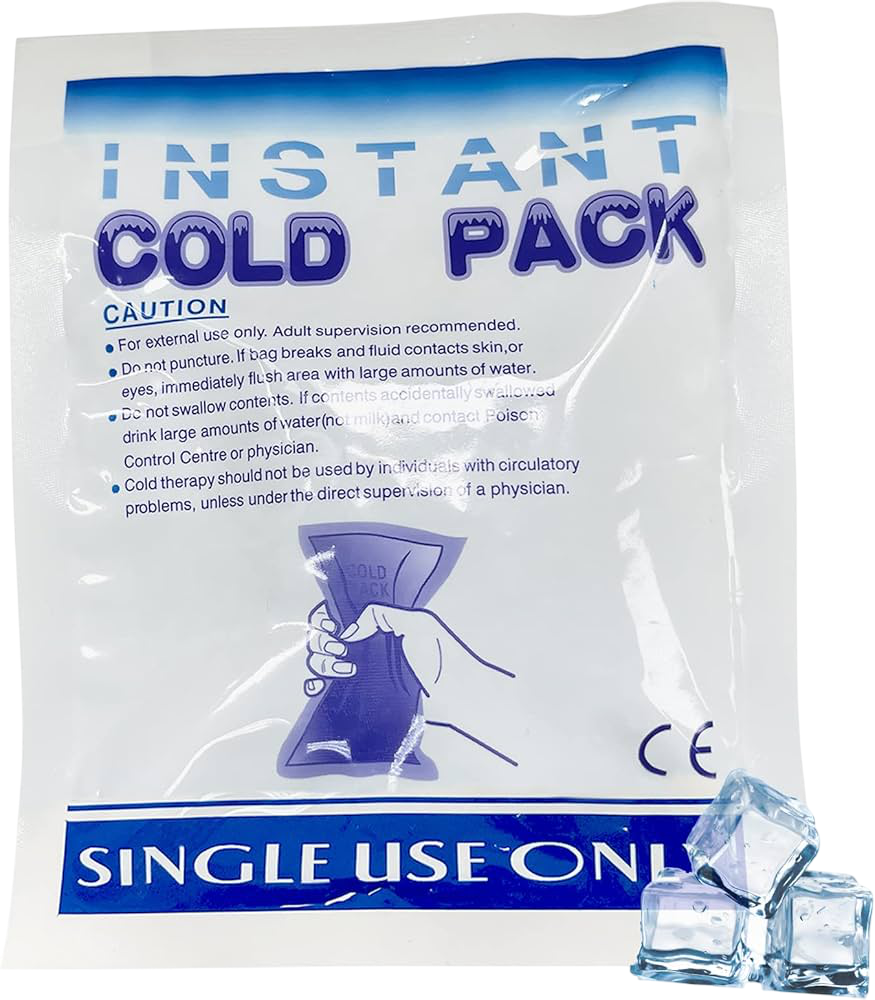 INSTANT
COLD PACK
CAUTION
• For external use only. Adult supervision recommended.
• Do not puncture. If bag breaks and fluid contacts skin,or
eyes, immediately flush area with large amounts of water.
• Do not swallow contents. If contents accidentally swallowed
drink large amounts of water(not milk)and contact Poison
Control Centre or physician.
• Cold therapy should not be used by individuals with circulatory
problems, unless under the direct supervision of a physician.
COLD
PACK
CE
SINGLE USE ONLY